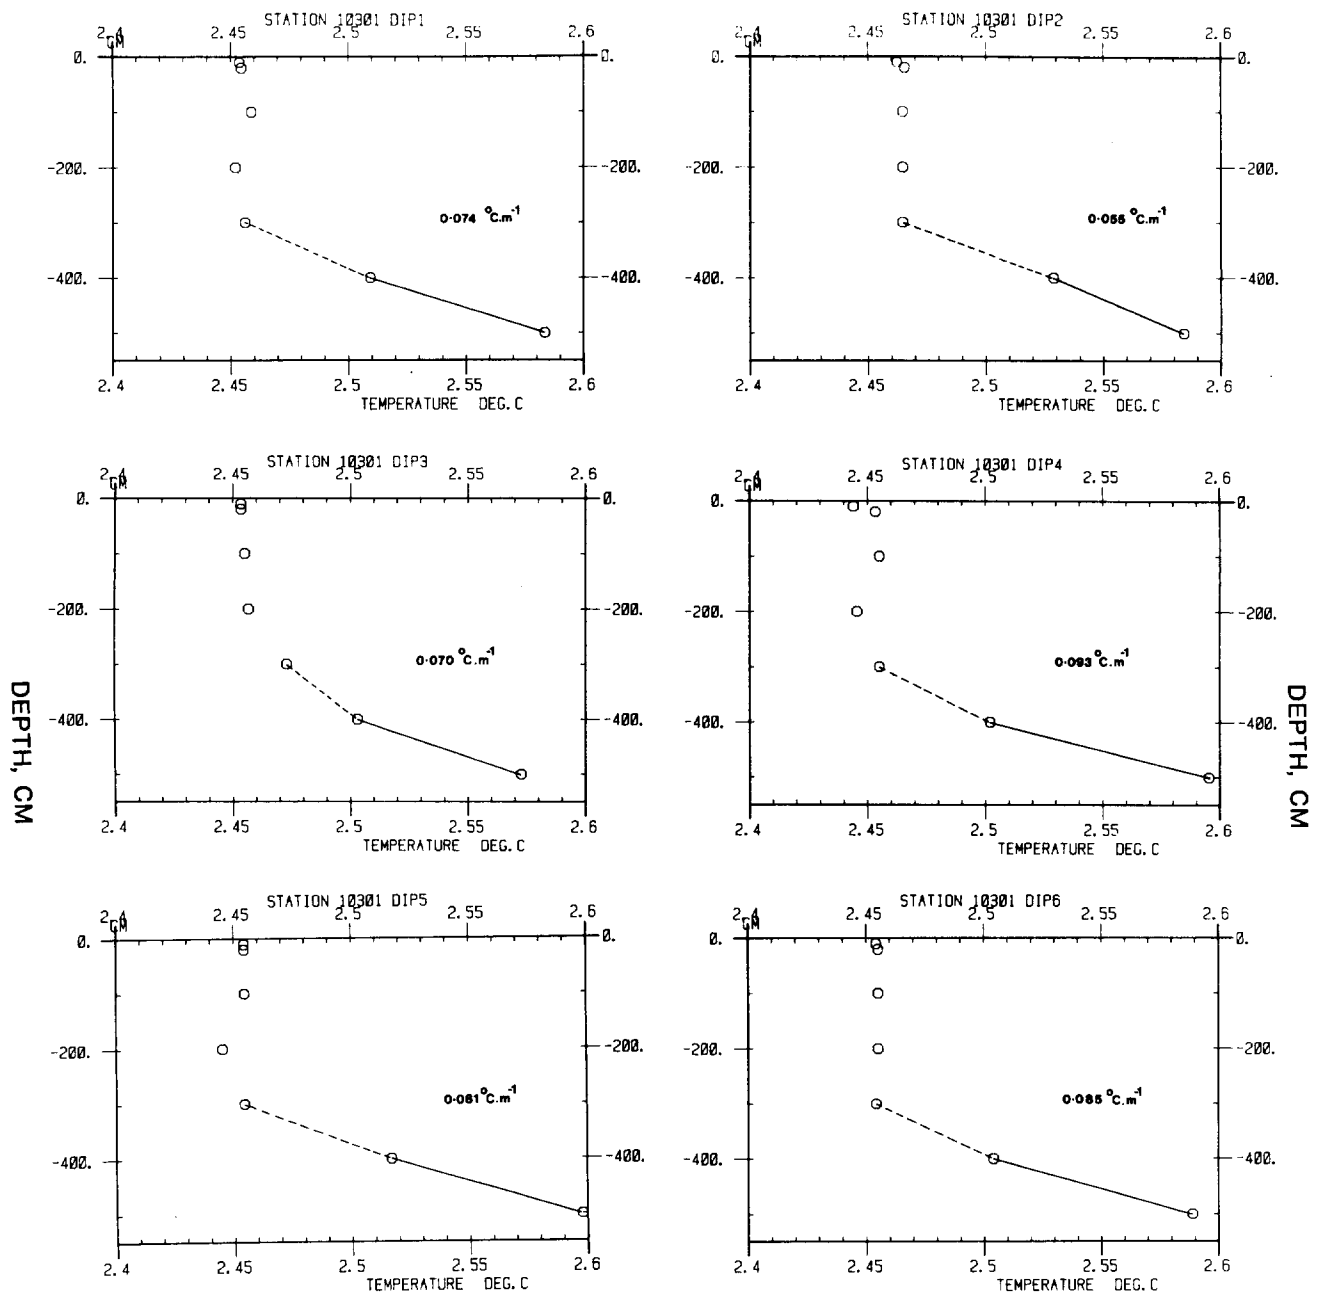 STATION 10301 DIP1
2.4 2.45 2.5 2.55 2.6
CM
0. 0.
-200. -200.
0·074 °C.m⁻¹
-400. -400.
2.4 2.45 2.5 2.55 2.6
TEMPERATURE DEG.C
STATION 10301 DIP2
2.4 2.45 2.5 2.55 2.6
CM
0. 0.
-200. -200.
0·055 °C.m⁻¹
-400. -400.
2.4 2.45 2.5 2.55 2.6
TEMPERATURE DEG.C
STATION 10301 DIP3
2.4 2.45 2.5 2.55 2.6
CM
0. 0.
-200. -200.
0·070 °C.m⁻¹
-400. -400.
2.4 2.45 2.5 2.55 2.6
TEMPERATURE DEG.C
STATION 10301 DIP4
2.4 2.45 2.5 2.55 2.6
CM
0. 0.
-200. -200.
0·093 °C.m⁻¹
-400. -400.
2.4 2.45 2.5 2.55 2.6
TEMPERATURE DEG.C
DEPTH, CM
DEPTH, CM
STATION 10301 DIP5
2.4 2.45 2.5 2.55 2.6
CM
0. 0.
-200. -200.
0·081 °C.m⁻¹
-400. -400.
2.4 2.45 2.5 2.55 2.6
TEMPERATURE DEG.C
STATION 10301 DIP6
2.4 2.45 2.5 2.55 2.6
CM
0. 0.
-200. -200.
0·085 °C.m⁻¹
-400. -400.
2.4 2.45 2.5 2.55 2.6
TEMPERATURE DEG.C